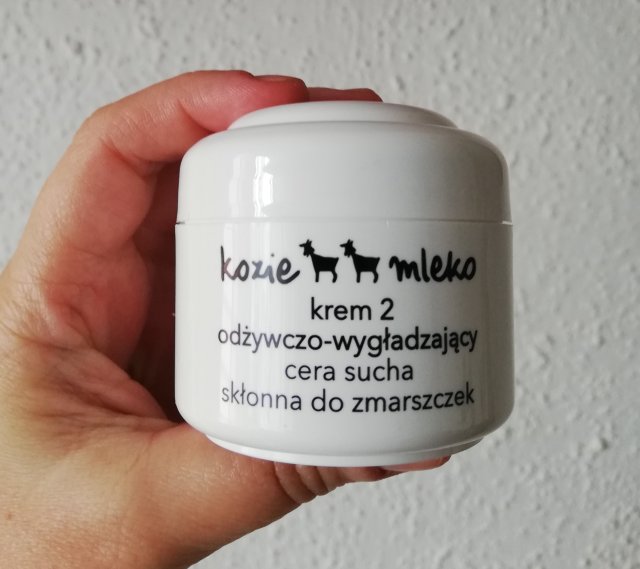 kozie mleko
krem 2
odżywczo-wygładzający
cera sucha
skłonna do zmarszczek